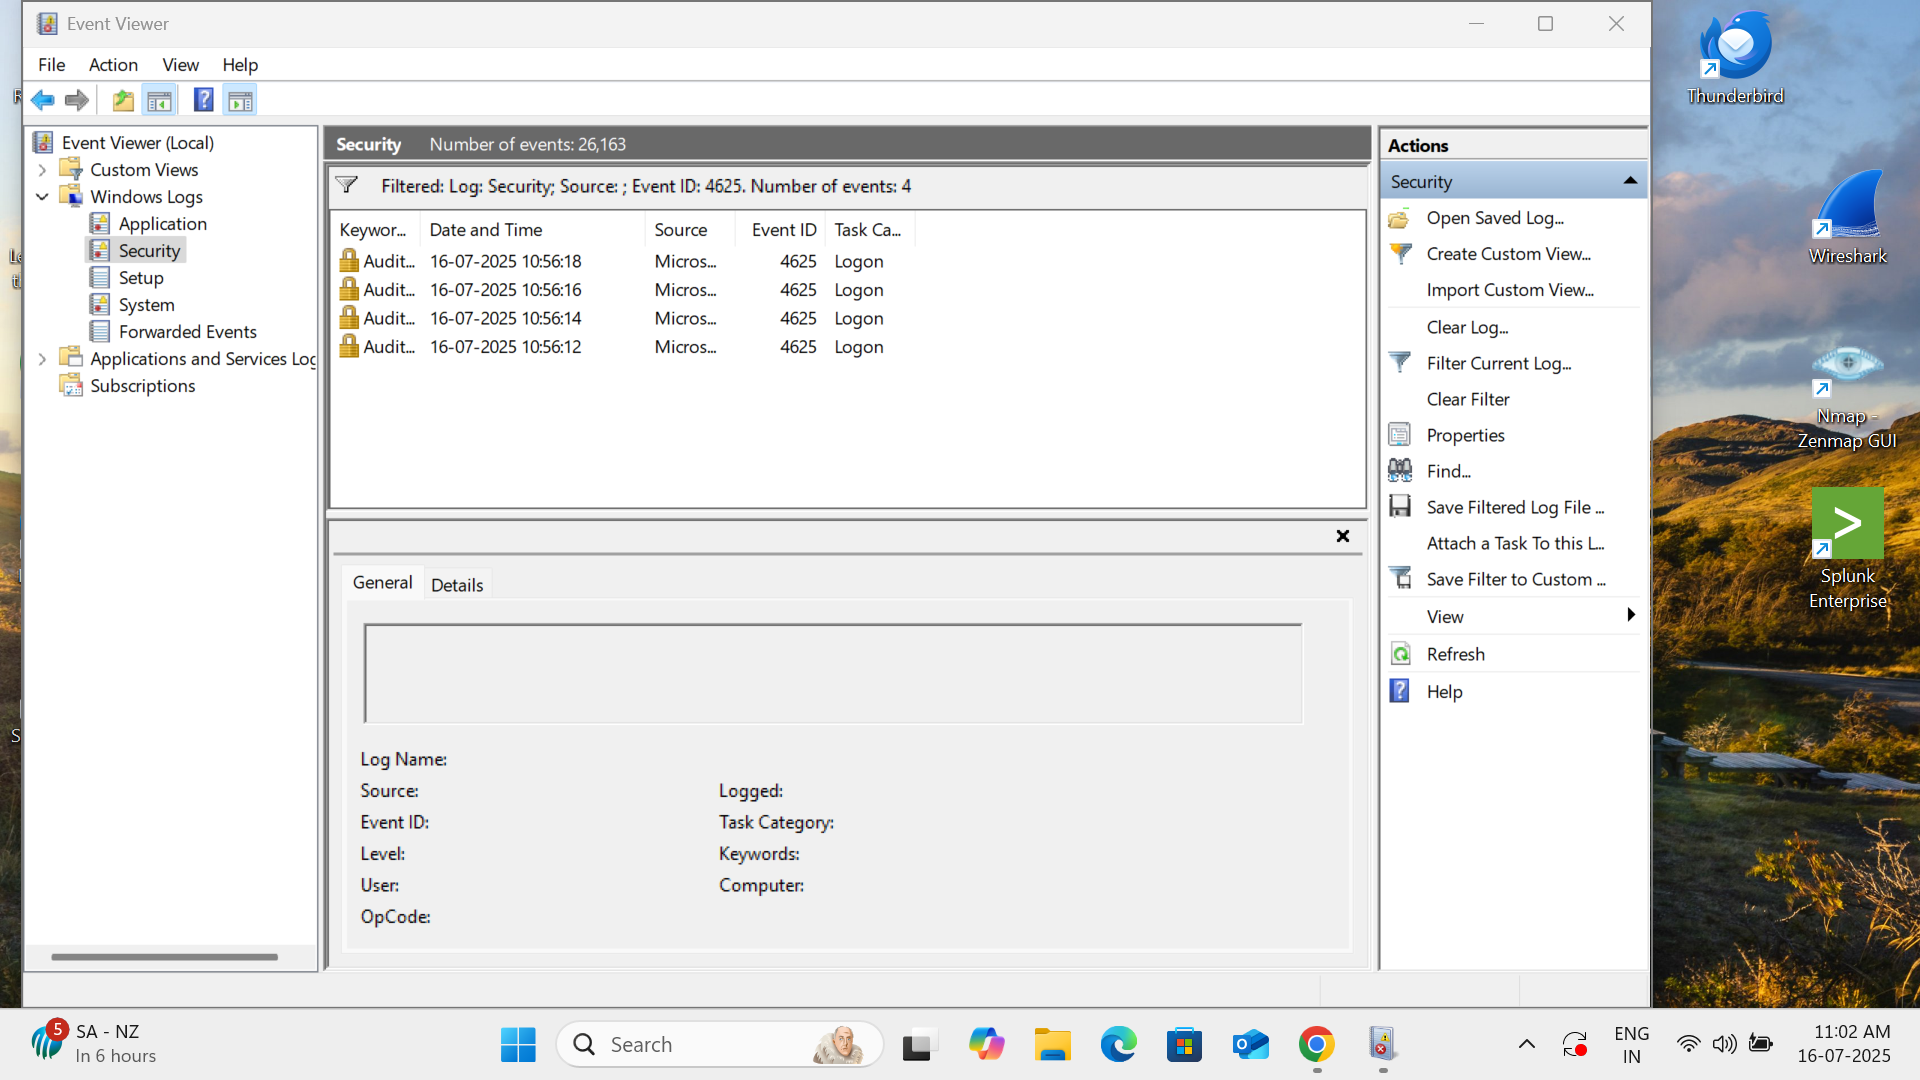 Event Viewer
File Action View Help
Event Viewer (Local)
Custom Views
Windows Logs
Application
Security
Setup
System
Forwarded Events
Applications and Services Log
Subscriptions
Security Number of events: 26,163
Filtered: Log: Security; Source: ; Event ID: 4625. Number of events: 4
Keywor... Date and Time Source Event ID Task Ca...
Audit... 16-07-2025 10:56:18 Micros... 4625 Logon
Audit... 16-07-2025 10:56:16 Micros... 4625 Logon
Audit... 16-07-2025 10:56:14 Micros... 4625 Logon
Audit... 16-07-2025 10:56:12 Micros... 4625 Logon
General Details
Log Name:
Source: Logged:
Event ID: Task Category:
Level: Keywords:
User: Computer:
OpCode:
Actions
Security
Open Saved Log...
Create Custom View...
Import Custom View...
Clear Log...
Filter Current Log...
Clear Filter
Properties
Find...
Save Filtered Log File ...
Attach a Task To this L...
Save Filter to Custom ...
View
Refresh
Help
Thunderbird
Wireshark
Nmap -
Zenmap GUI
Splunk
Enterprise
5
SA - NZ
In 6 hours
Search
ENG
IN
11:02 AM
16-07-2025